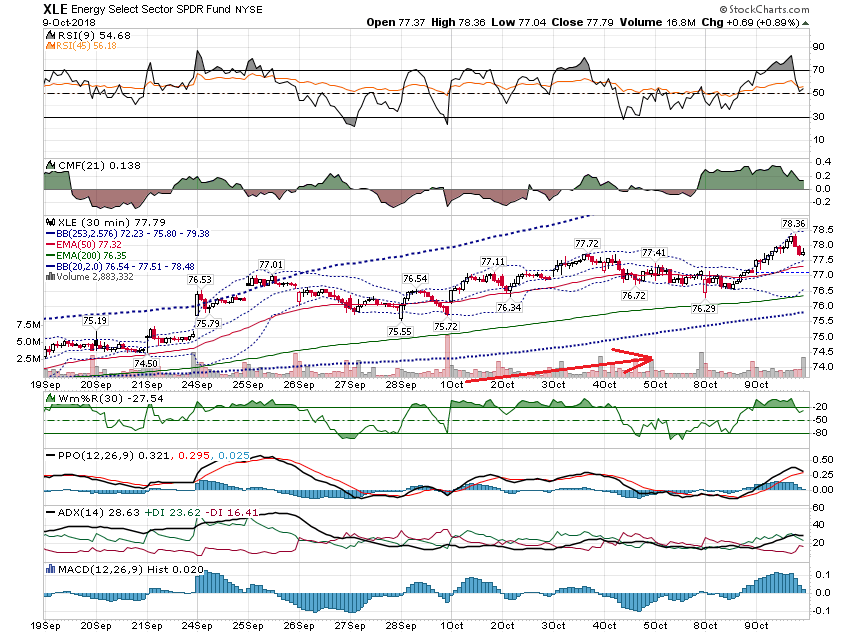 XLE Energy Select Sector SPDR Fund NYSE © StockCharts.com
9-Oct-2018 Open 77.37 High 78.36 Low 77.04 Close 77.79 Volume 16.8M Chg +0.69 (+0.89%)
RSI(9) 54.68
RSI(45) 56.18
90
70
50
30
10
CMF(21) 0.138
0.4
0.2
0.0
-0.2
XLE (30 min) 77.79
BB(253,2.576) 72.23 - 75.80 - 79.38
EMA(50) 77.32
EMA(200) 76.35
BB(20,2.0) 76.54 - 77.51 - 78.48
Volume 2,883,332
78.36
77.72
77.41
77.11
77.01
76.53
76.54
76.72
76.34
76.29
75.79
75.19
75.55
75.72
74.50
78.5
78.0
77.5
77.0
76.5
76.0
75.5
75.0
74.5
74.0
7.5M
5.0M
2.5M
19Sep 20Sep 21Sep 24Sep 25Sep 26Sep 27Sep 28Sep 1Oct 2Oct 3Oct 4Oct 5Oct 8Oct 9Oct
Wm%R(30) -27.54
-20
-50
-80
PPO(12,26,9) 0.321, 0.295, 0.025
0.50
0.25
0.00
ADX(14) 28.63 +DI 23.62 -DI 16.41
60
40
20
MACD(12,26,9) Hist 0.020
0.1
0.0
-0.1
19Sep 20Sep 21Sep 24Sep 25Sep 26Sep 27Sep 28Sep 1Oct 2Oct 3Oct 4Oct 5Oct 8Oct 9Oct